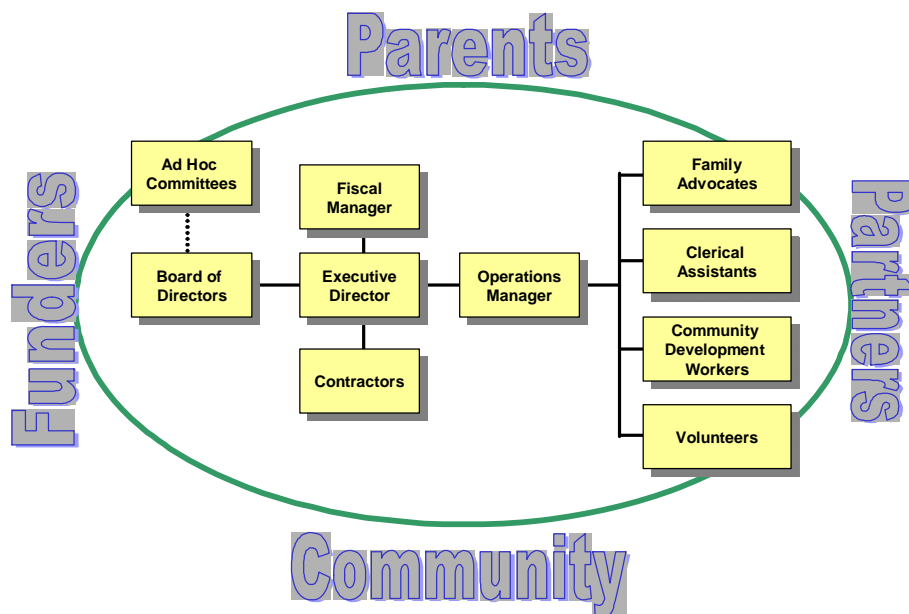 Parents
Funders
Ad Hoc
Committees
Board of
Directors
Fiscal
Manager
Executive
Director
Contractors
Operations
Manager
Family
Advocates
Clerical
Assistants
Community
Development
Workers
Volunteers
Partners
Community